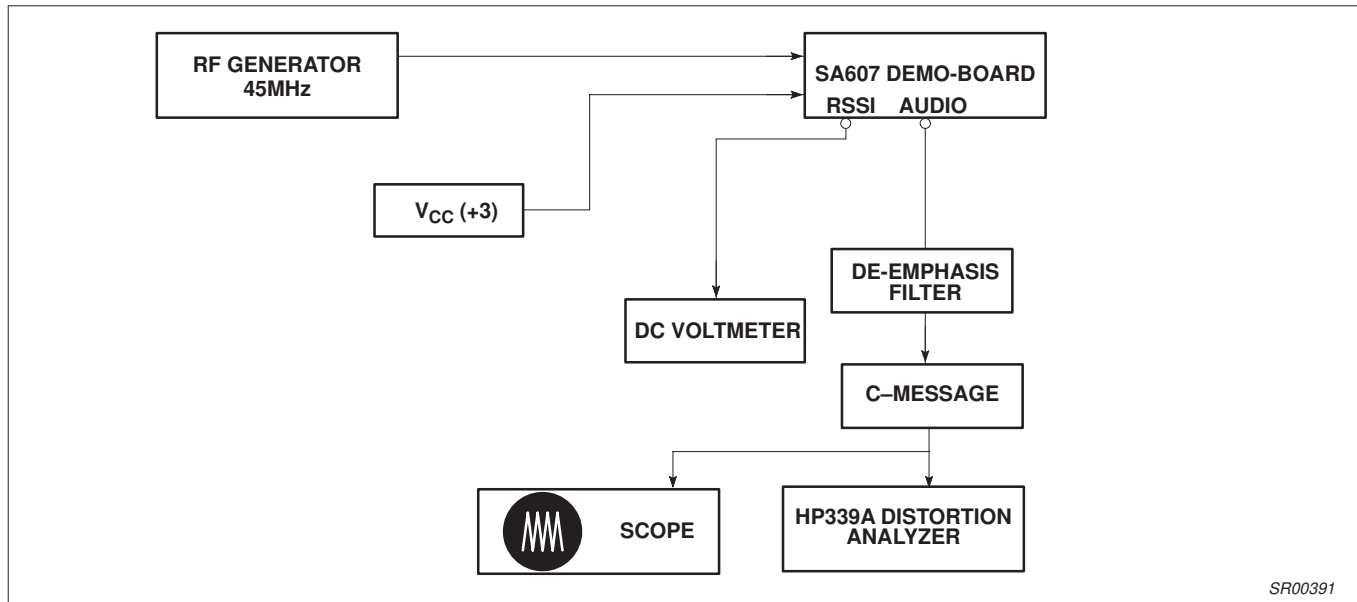 RF GENERATOR
45MHz
SA607 DEMO-BOARD
RSSI AUDIO
VCC (+3)
DE-EMPHASIS
FILTER
DC VOLTMETER
C–MESSAGE
SCOPE
HP339A DISTORTION
ANALYZER
SR00391